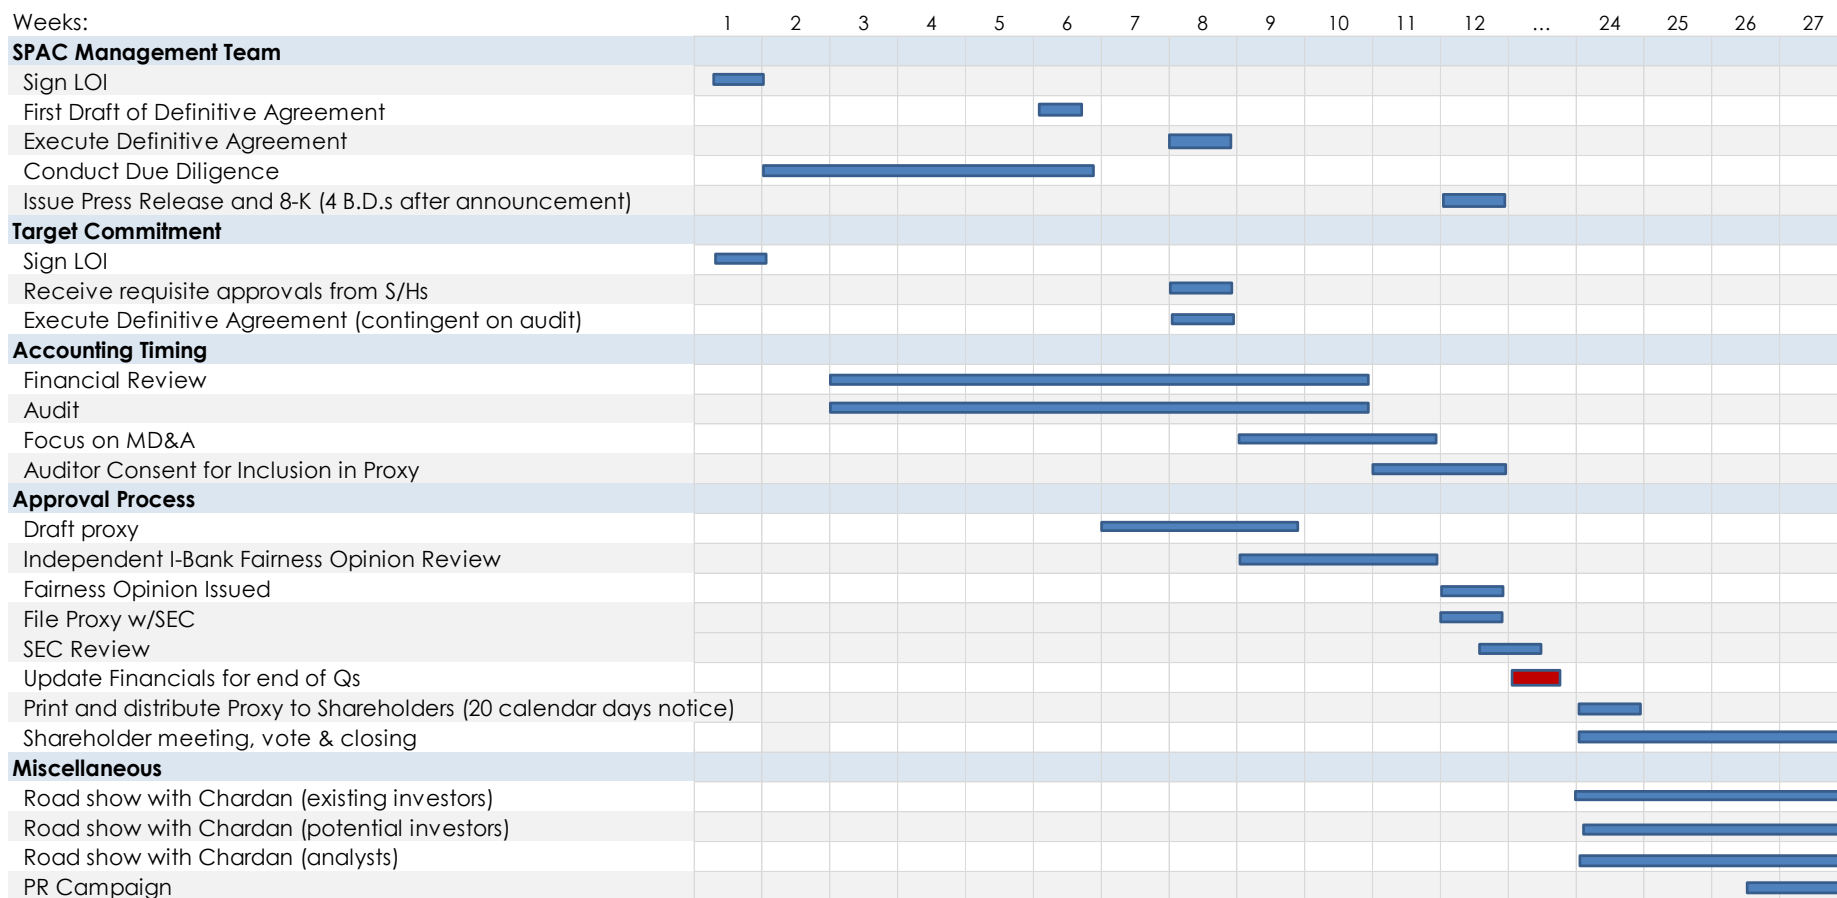 Weeks: 1 2 3 4 5 6 7 8 9 10 11 12 ... 24 25 26 27
SPAC Management Team
Sign LOI
First Draft of Definitive Agreement
Execute Definitive Agreement
Conduct Due Diligence
Issue Press Release and 8-K (4 B.D.s after announcement)
Target Commitment
Sign LOI
Receive requisite approvals from S/Hs
Execute Definitive Agreement (contingent on audit)
Accounting Timing
Financial Review
Audit
Focus on MD&A
Auditor Consent for Inclusion in Proxy
Approval Process
Draft proxy
Independent I-Bank Fairness Opinion Review
Fairness Opinion Issued
File Proxy w/SEC
SEC Review
Update Financials for end of Qs
Print and distribute Proxy to Shareholders (20 calendar days notice)
Shareholder meeting, vote & closing
Miscellaneous
Road show with Chardan (existing investors)
Road show with Chardan (potential investors)
Road show with Chardan (analysts)
PR Campaign